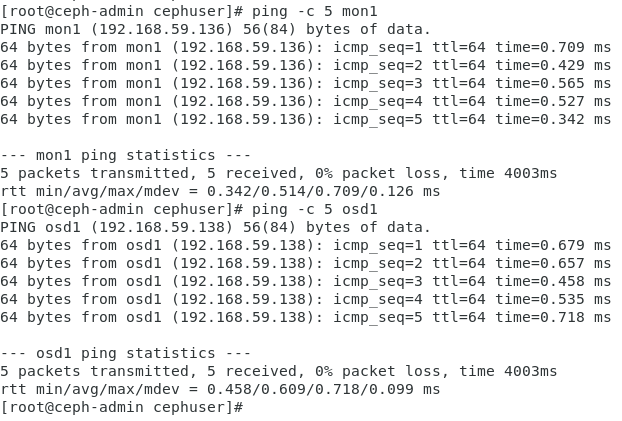 [root@ceph-admin cephuser]# ping -c 5 mon1
PING mon1 (192.168.59.136) 56(84) bytes of data.
64 bytes from mon1 (192.168.59.136): icmp_seq=1 ttl=64 time=0.709 ms
64 bytes from mon1 (192.168.59.136): icmp_seq=2 ttl=64 time=0.429 ms
64 bytes from mon1 (192.168.59.136): icmp_seq=3 ttl=64 time=0.565 ms
64 bytes from mon1 (192.168.59.136): icmp_seq=4 ttl=64 time=0.527 ms
64 bytes from mon1 (192.168.59.136): icmp_seq=5 ttl=64 time=0.342 ms

--- mon1 ping statistics ---
5 packets transmitted, 5 received, 0% packet loss, time 4003ms
rtt min/avg/max/mdev = 0.342/0.514/0.709/0.126 ms
[root@ceph-admin cephuser]# ping -c 5 osd1
PING osd1 (192.168.59.138) 56(84) bytes of data.
64 bytes from osd1 (192.168.59.138): icmp_seq=1 ttl=64 time=0.679 ms
64 bytes from osd1 (192.168.59.138): icmp_seq=2 ttl=64 time=0.657 ms
64 bytes from osd1 (192.168.59.138): icmp_seq=3 ttl=64 time=0.458 ms
64 bytes from osd1 (192.168.59.138): icmp_seq=4 ttl=64 time=0.535 ms
64 bytes from osd1 (192.168.59.138): icmp_seq=5 ttl=64 time=0.718 ms

--- osd1 ping statistics ---
5 packets transmitted, 5 received, 0% packet loss, time 4003ms
rtt min/avg/max/mdev = 0.458/0.609/0.718/0.099 ms
[root@ceph-admin cephuser]#